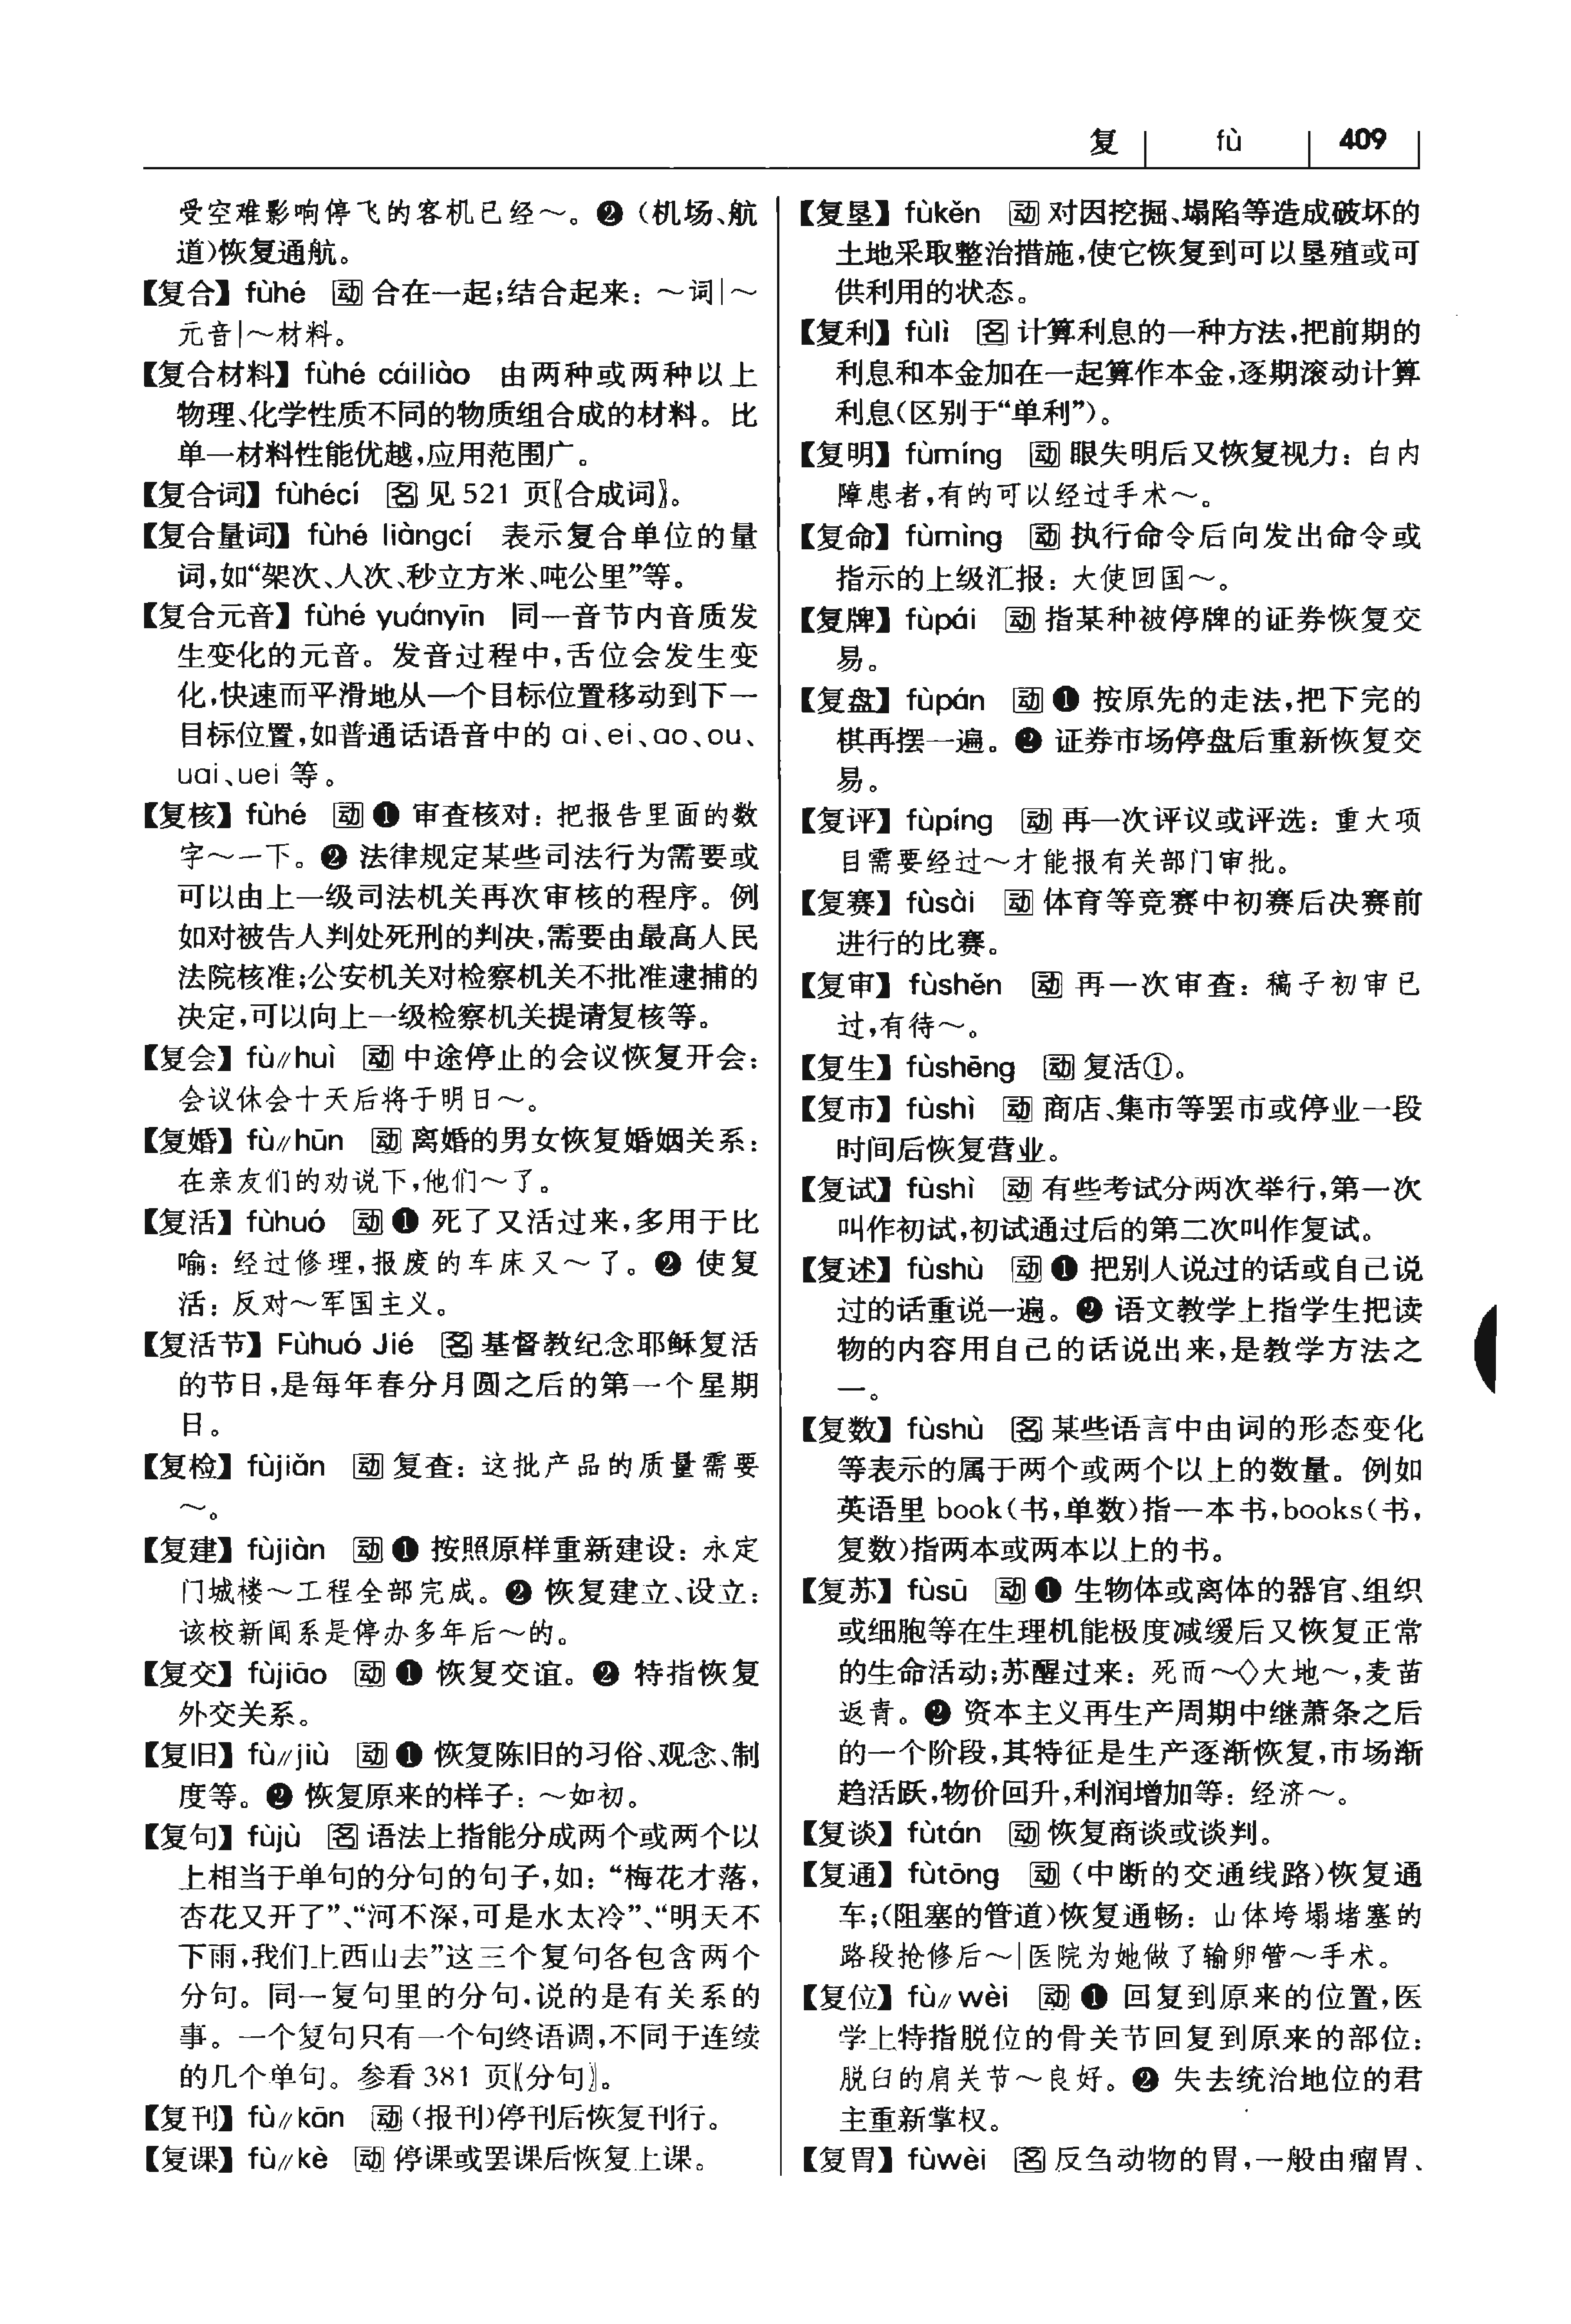 复 fù 409
受空难影响停飞的客机已经～。❷（机场、航
道）恢复通航。
【复合】fùhé 动 合在一起；结合起来：～词｜～
元音｜～材料。
【复合材料】fùhé cáiliào 由两种或两种以上
物理、化学性质不同的物质组合成的材料。比
单一材料性能优越，应用范围广。
【复合词】fùhécí 名 见 521 页〖合成词〗。
【复合量词】fùhé liàngcí 表示复合单位的量
词，如“架次、人次、秒立方米、吨公里”等。
【复合元音】fùhé yuányīn 同一音节内音质发
生变化的元音。发音过程中，舌位会发生变
化，快速而平滑地从一个目标位置移动到下一
目标位置，如普通话语音中的 ai、ei、ao、ou、
uai、uei 等。
【复核】fùhé 动 ❶ 审查核对：把报告里面的数
字～一下。❷ 法律规定某些司法行为需要或
可以由上一级司法机关再次审核的程序。例
如对被告人判处死刑的判决，需要由最高人民
法院核准；公安机关对检察机关不批准逮捕的
决定，可以向上一级检察机关提请复核等。
【复会】fù//huì 动 中途停止的会议恢复开会：
会议休会十天后将于明日～。
【复婚】fù//hūn 动 离婚的男女恢复婚姻关系：
在亲友们的劝说下，他们～了。
【复活】fùhuó 动 ❶ 死了又活过来，多用于比
喻：经过修理，报废的车床又～了。❷ 使复
活：反对～军国主义。
【复活节】Fùhuó Jié 名 基督教纪念耶稣复活
的节日，是每年春分月圆之后的第一个星期
日。
【复检】fùjiǎn 动 复查：这批产品的质量需要
～。
【复建】fùjiàn 动 ❶ 按照原样重新建设：永定
门城楼～工程全部完成。❷ 恢复建立、设立：
该校新闻系是停办多年后～的。
【复交】fùjiāo 动 ❶ 恢复交谊。❷ 特指恢复
外交关系。
【复旧】fù//jiù 动 ❶ 恢复陈旧的习俗、观念、制
度等。❷ 恢复原来的样子：～如初。
【复句】fùjù 名 语法上指能分成两个或两个以
上相当于单句的分句的句子，如：“梅花才落，
杏花又开了”、“河不深，可是水太冷”、“明天不
下雨，我们上西山去”这三个复句各包含两个
分句。同一复句里的分句，说的是有关系的
事。一个复句只有一个句终语调，不同于连续
的几个单句。参看 381 页〖分句〗。
【复刊】fù//kān 动（报刊）停刊后恢复刊行。
【复课】fù//kè 动 停课或罢课后恢复上课。
【复垦】fùkěn 动 对因挖掘、塌陷等造成破坏的
土地采取整治措施，使它恢复到可以垦殖或可
供利用的状态。
【复利】fùlì 名 计算利息的一种方法，把前期的
利息和本金加在一起算作本金，逐期滚动计算
利息（区别于“单利”）。
【复明】fùmíng 动 眼失明后又恢复视力：白内
障患者，有的可以经过手术～。
【复命】fùmìng 动 执行命令后向发出命令或
指示的上级汇报：大使回国～。
【复牌】fùpái 动 指某种被停牌的证券恢复交
易。
【复盘】fùpán 动 ❶ 按原先的走法，把下完的
棋再摆一遍。❷ 证券市场停盘后重新恢复交
易。
【复评】fùpíng 动 再一次评议或评选：重大项
目需要经过～才能报有关部门审批。
【复赛】fùsài 动 体育等竞赛中初赛后决赛前
进行的比赛。
【复审】fùshěn 动 再一次审查：稿子初审已
过，有待～。
【复生】fùshēng 动 复活①。
【复市】fùshì 动 商店、集市等罢市或停业一段
时间后恢复营业。
【复试】fùshì 动 有些考试分两次举行，第一次
叫作初试，初试通过后的第二次叫作复试。
【复述】fùshù 动 ❶ 把别人说过的话或自己说
过的话重说一遍。❷ 语文教学上指学生把读
物的内容用自己的话说出来，是教学方法之
一。
【复数】fùshù 名 某些语言中由词的形态变化
等表示的属于两个或两个以上的数量。例如
英语里 book（书，单数）指一本书，books（书，
复数）指两本或两本以上的书。
【复苏】fùsū 动 ❶ 生物体或离体的器官、组织
或细胞等在生理机能极度减缓后又恢复正常
的生命活动；苏醒过来：死而～◇大地～，麦苗
返青。❷ 资本主义再生产周期中继萧条之后
的一个阶段，其特征是生产逐渐恢复，市场渐
趋活跃，物价回升，利润增加等：经济～。
【复谈】fùtán 动 恢复商谈或谈判。
【复通】fùtōng 动（中断的交通线路）恢复通
车；（阻塞的管道）恢复通畅：山体垮塌堵塞的
路段抢修后～｜医院为她做了输卵管～手术。
【复位】fù//wèi 动 ❶ 回复到原来的位置，医
学上特指脱位的骨关节回复到原来的部位：
脱臼的肩关节～良好。❷ 失去统治地位的君
主重新掌权。
【复胃】fùwèi 名 反刍动物的胃，一般由瘤胃、